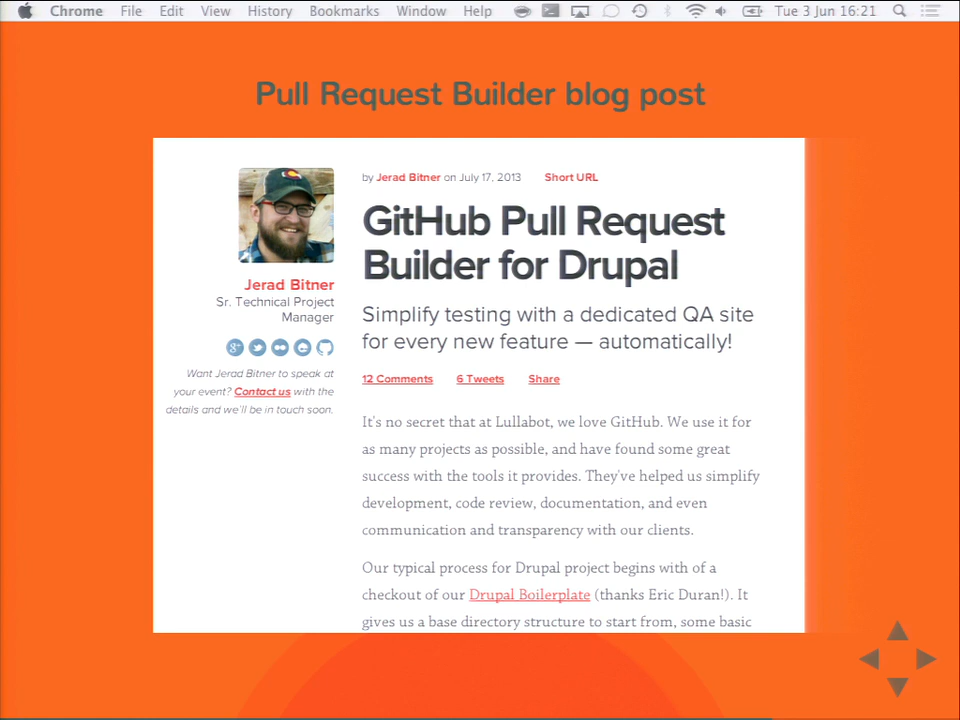 Chrome File Edit View History Bookmarks Window Help Tue 3 Jun 16:21
Pull Request Builder blog post
by Jerad Bitner on July 17, 2013 Short URL
GitHub Pull Request
Builder for Drupal
Jerad Bitner
Sr. Technical Project
Manager
Simplify testing with a dedicated QA site
for every new feature — automatically!
Want Jerad Bitner to speak at
your event? Contact us with the
details and we'll be in touch soon.
12 Comments 6 Tweets Share
It's no secret that at Lullabot, we love GitHub. We use it for
as many projects as possible, and have found some great
success with the tools it provides. They've helped us simplify
development, code review, documentation, and even
communication and transparency with our clients.
Our typical process for Drupal project begins with of a
checkout of our Drupal Boilerplate (thanks Eric Duran!). It
gives us a base directory structure to start from, some basic